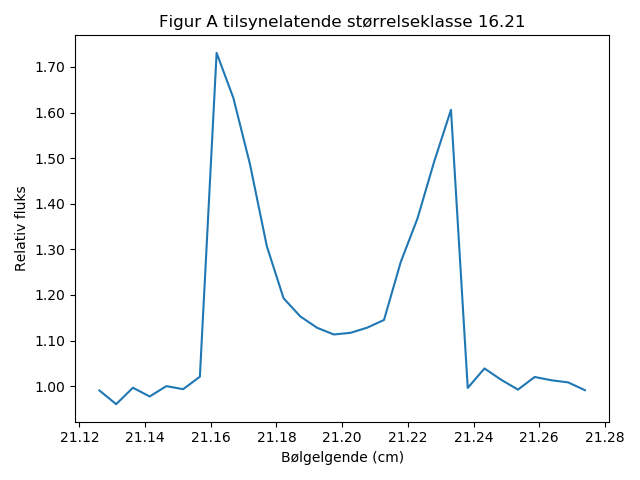 Figur A tilsynelatende størrelseklasse 16.21
Relativ fluks
1.70
1.60
1.50
1.40
1.30
1.20
1.10
1.00
21.12 21.14 21.16 21.18 21.20 21.22 21.24 21.26 21.28
Bølgelgende (cm)